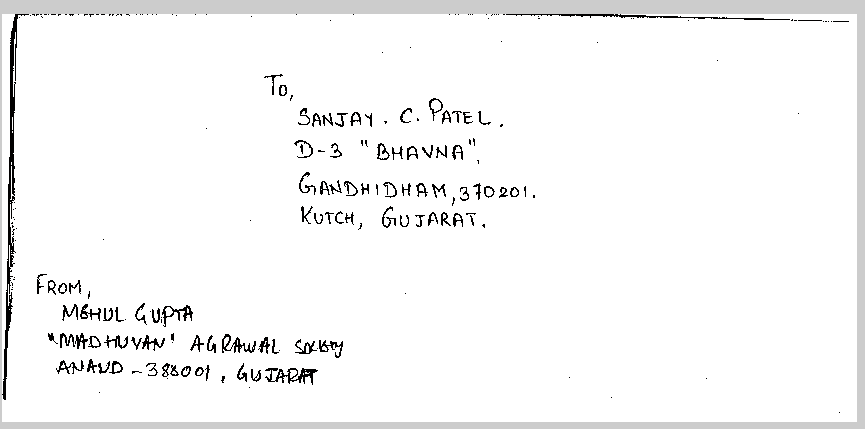 To,
SANJAY. C. PATEL.
D-3 "BHAVNA",
GANDHIDHAM, 370201.
KUTCH, GUJARAT.
FROM,
MEHUL GUPTA
"MADHUVAN" AGRAWAL SOCIETY
ANAND - 388001, GUJARAT